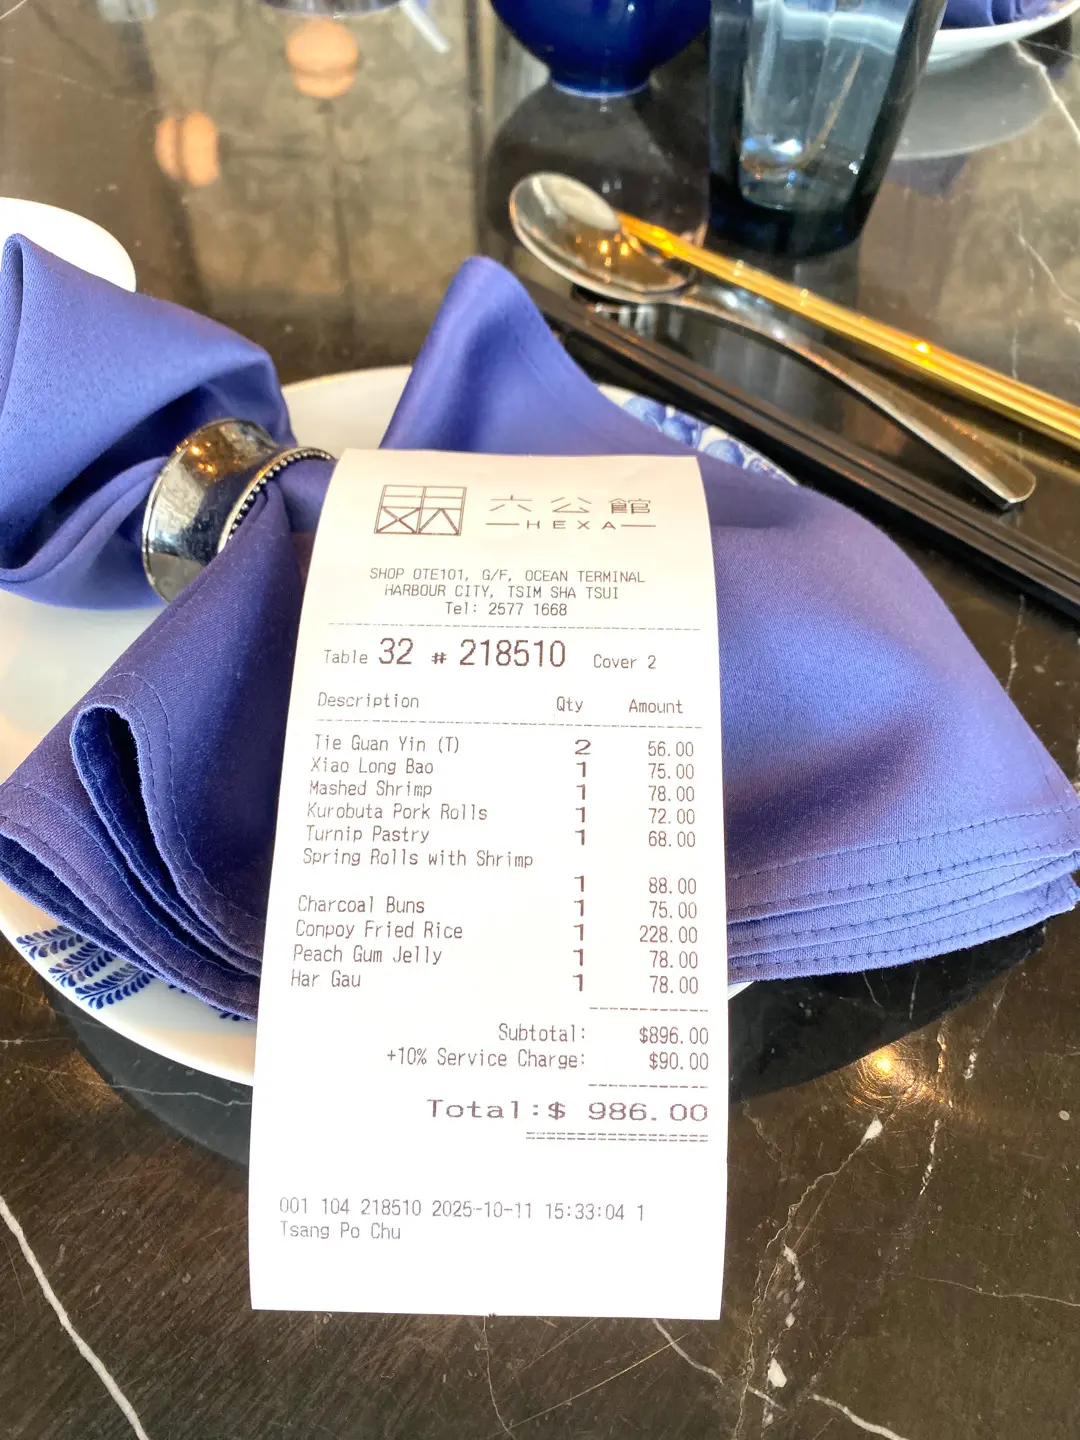 六公館
HEXA
SHOP OTE101, G/F, OCEAN TERMINAL
HARBOUR CITY, TSIM SHA TSUI
Tel: 2577 1668
Table 32 # 218510 Cover 2
Description Qty Amount
Tie Guan Yin (T) 2 56.00
Xiao Long Bao 1 75.00
Mashed Shrimp 1 78.00
Kurobuta Pork Rolls 1 72.00
Turnip Pastry 1 68.00
Spring Rolls with Shrimp
1 88.00
Charcoal Buns 1 75.00
Conpoy Fried Rice 1 228.00
Peach Gum Jelly 1 78.00
Har Gau 1 78.00
Subtotal: $896.00
+10% Service Charge: $90.00
Total:$ 986.00
001 104 218510 2025-10-11 15:33:04 1
Tsang Po Chu